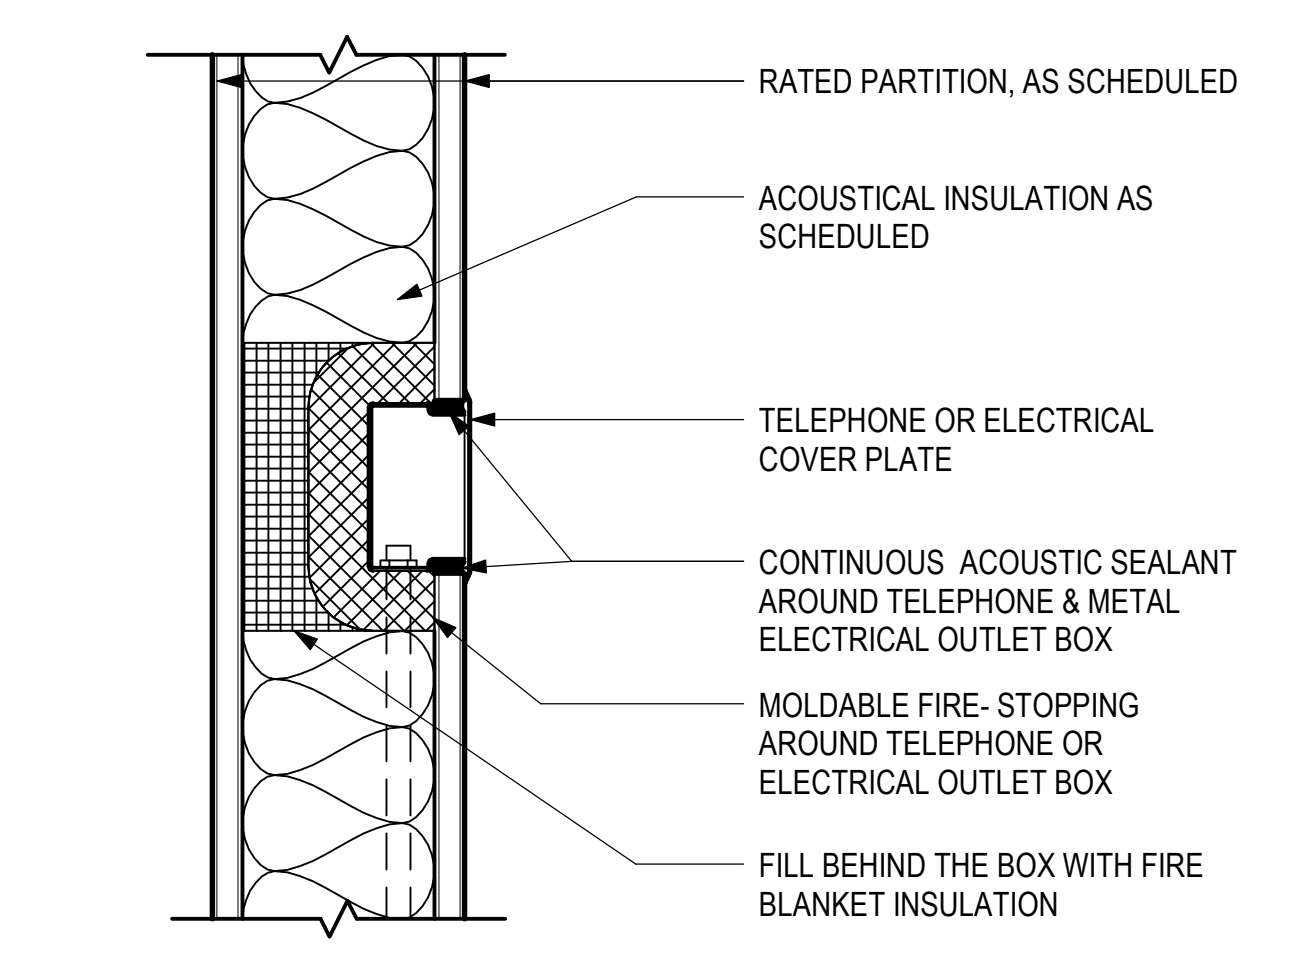 RATED PARTITION, AS SCHEDULED
ACOUSTICAL INSULATION AS
SCHEDULED
TELEPHONE OR ELECTRICAL
COVER PLATE
CONTINUOUS  ACOUSTIC SEALANT
AROUND TELEPHONE & METAL
ELECTRICAL OUTLET BOX
MOLDABLE FIRE- STOPPING
AROUND TELEPHONE OR
ELECTRICAL OUTLET BOX
FILL BEHIND THE BOX WITH FIRE
BLANKET INSULATION